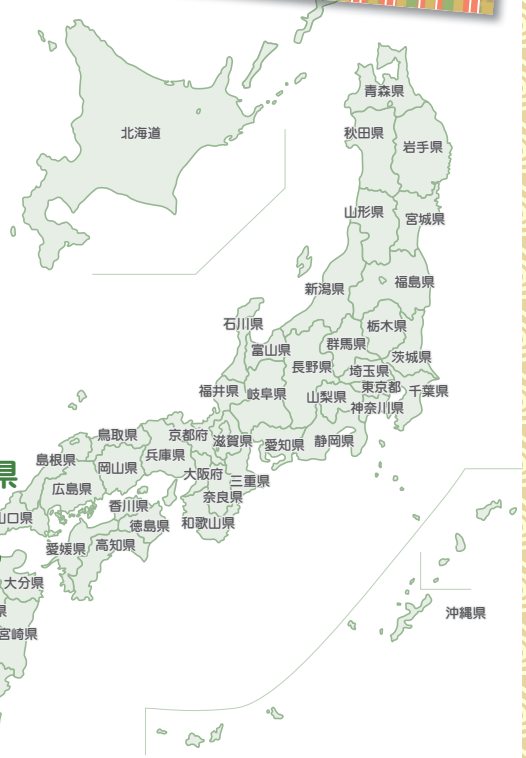 北海道
青森県
秋田県
岩手県
山形県
宮城県
福島県
新潟県
石川県
富山県
栃木県
群馬県
茨城県
長野県
埼玉県
東京都
千葉県
福井県
岐阜県
山梨県
神奈川県
鳥取県
京都府
滋賀県
愛知県
静岡県
島根県
岡山県
兵庫県
大阪府
三重県
県
広島県
奈良県
香川県
山口県
徳島県
和歌山県
愛媛県
高知県
大分県
県
宮崎県
沖縄県